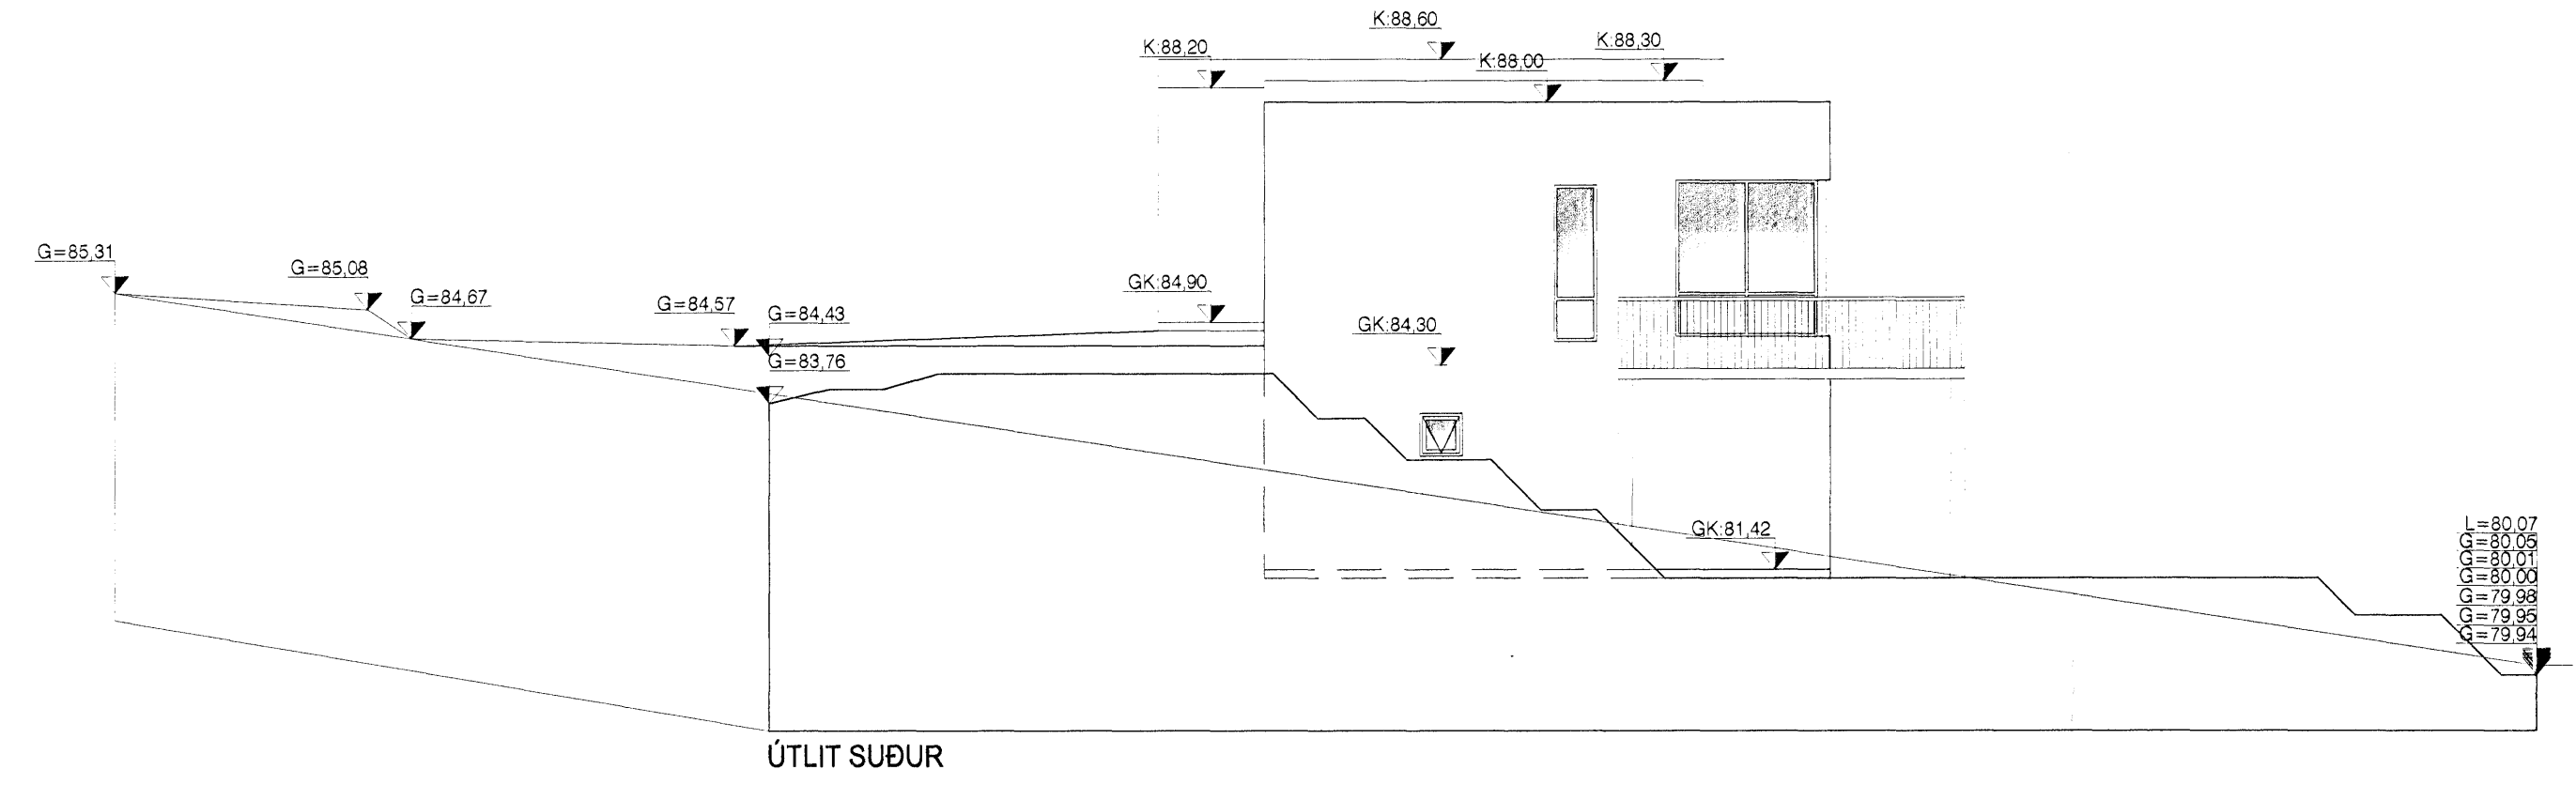 K:88,60
K:88,20
K:88,30
K:88,00
G=85,31
G=85,08
G=84,67
G=84,57
G=84,43
GK:84,90
GK:84,30
G=83,76
GK:81,42
L=80,07
G=80,05
G=80,01
G=80,00
G=79,98
G=79,95
G=79,94
ÚTLIT SUÐUR